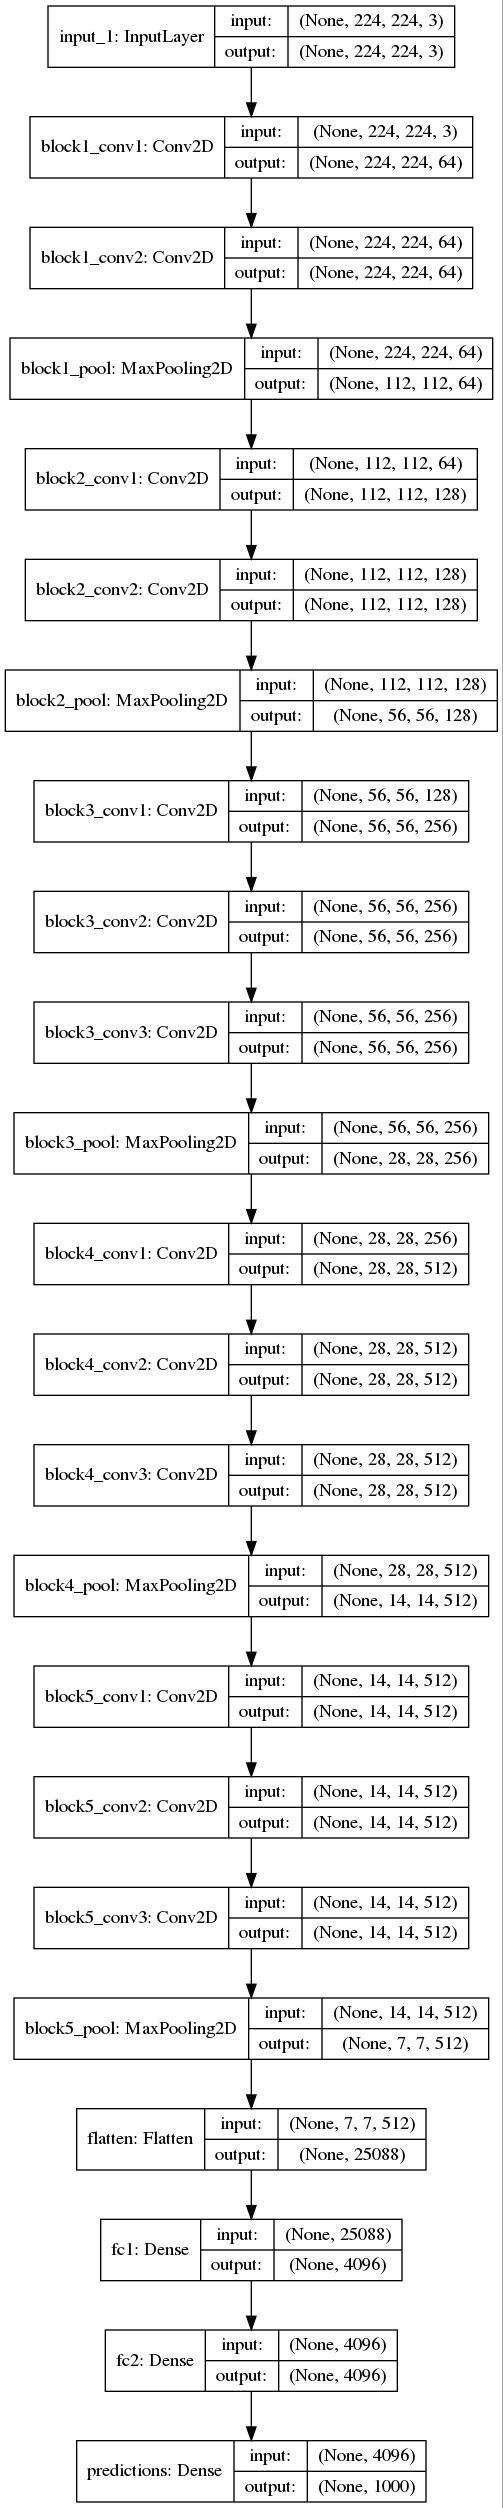 input_1: InputLayer
input: (None, 224, 224, 3)
output: (None, 224, 224, 3)
block1_conv1: Conv2D
input: (None, 224, 224, 3)
output: (None, 224, 224, 64)
block1_conv2: Conv2D
input: (None, 224, 224, 64)
output: (None, 224, 224, 64)
block1_pool: MaxPooling2D
input: (None, 224, 224, 64)
output: (None, 112, 112, 64)
block2_conv1: Conv2D
input: (None, 112, 112, 64)
output: (None, 112, 112, 128)
block2_conv2: Conv2D
input: (None, 112, 112, 128)
output: (None, 112, 112, 128)
block2_pool: MaxPooling2D
input: (None, 112, 112, 128)
output: (None, 56, 56, 128)
block3_conv1: Conv2D
input: (None, 56, 56, 128)
output: (None, 56, 56, 256)
block3_conv2: Conv2D
input: (None, 56, 56, 256)
output: (None, 56, 56, 256)
block3_conv3: Conv2D
input: (None, 56, 56, 256)
output: (None, 56, 56, 256)
block3_pool: MaxPooling2D
input: (None, 56, 56, 256)
output: (None, 28, 28, 256)
block4_conv1: Conv2D
input: (None, 28, 28, 256)
output: (None, 28, 28, 512)
block4_conv2: Conv2D
input: (None, 28, 28, 512)
output: (None, 28, 28, 512)
block4_conv3: Conv2D
input: (None, 28, 28, 512)
output: (None, 28, 28, 512)
block4_pool: MaxPooling2D
input: (None, 28, 28, 512)
output: (None, 14, 14, 512)
block5_conv1: Conv2D
input: (None, 14, 14, 512)
output: (None, 14, 14, 512)
block5_conv2: Conv2D
input: (None, 14, 14, 512)
output: (None, 14, 14, 512)
block5_conv3: Conv2D
input: (None, 14, 14, 512)
output: (None, 14, 14, 512)
block5_pool: MaxPooling2D
input: (None, 14, 14, 512)
output: (None, 7, 7, 512)
flatten: Flatten
input: (None, 7, 7, 512)
output: (None, 25088)
fc1: Dense
input: (None, 25088)
output: (None, 4096)
fc2: Dense
input: (None, 4096)
output: (None, 4096)
predictions: Dense
input: (None, 4096)
output: (None, 1000)